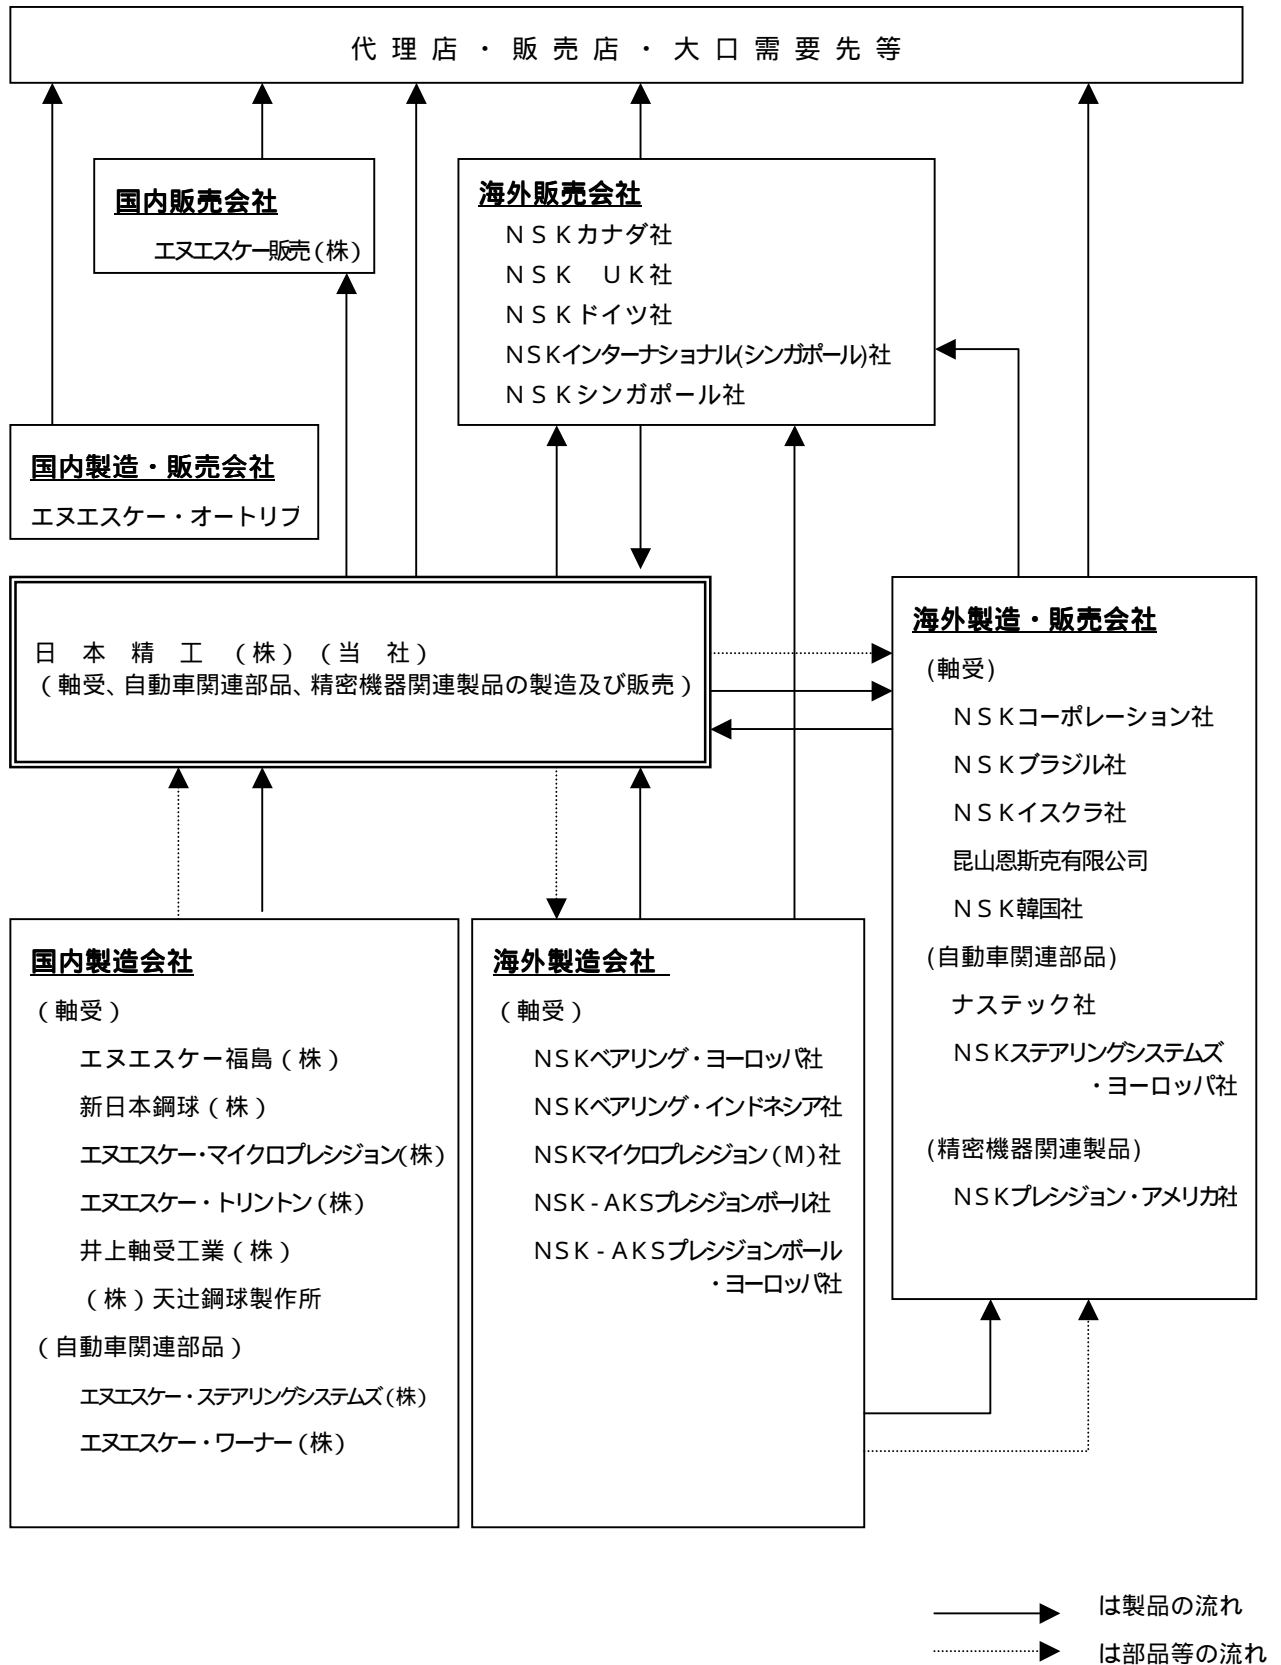 代理店・販売店・大口需要先等
国内販売会社
エヌエスケー販売(株)
海外販売会社
NSKカナダ社
NSK UK社
NSKドイツ社
NSKインターナショナル(シンガポール)社
NSKシンガポール社
国内製造・販売会社
エヌエスケー・オートリブ
日本精工(株)(当社)
(軸受、自動車関連部品、精密機器関連製品の製造及び販売)
海外製造・販売会社
(軸受)
NSKコーポレーション社
NSKブラジル社
NSKイスクラ社
昆山恩斯克有限公司
NSK韓国社
(自動車関連部品)
ナステック社
NSKステアリングシステムズ
・ヨーロッパ社
(精密機器関連製品)
NSKプレシジョン・アメリカ社
国内製造会社
(軸受)
エヌエスケー福島(株)
新日本鋼球(株)
エヌエスケー・マイクロプレシジョン(株)
エヌエスケー・トリントン(株)
井上軸受工業(株)
(株)天辻鋼球製作所
(自動車関連部品)
エヌエスケー・ステアリングシステムズ(株)
エヌエスケー・ワーナー(株)
海外製造会社
(軸受)
NSKベアリング・ヨーロッパ社
NSKベアリング・インドネシア社
NSKマイクロプレシジョン(M)社
NSK-AKSプレシジョンボール社
NSK-AKSプレシジョンボール
・ヨーロッパ社
は製品の流れ
は部品等の流れ